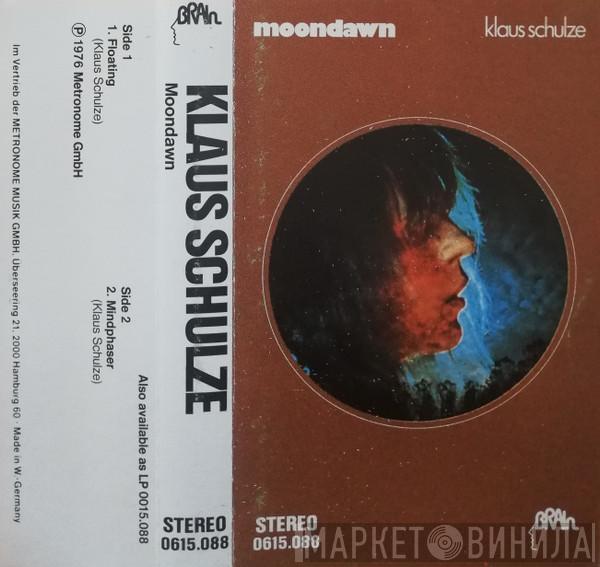 BRAIN
Side 1
1. Floating
(Klaus Schulze)
℗ 1976 Metronome GmbH
Side 2
2. Mindphaser
(Klaus Schulze)
Also available as LP 0015.088
Im Vertrieb der METRONOME MUSIK GMBH, Überseering 21, 2000 Hamburg 60 · Made in W.-Germany
KLAUS SCHULZE
Moondawn
STEREO
0615.088
moondawn
klaus schulze
STEREO
0615.088
BRAIN
МАРКЕТ ВИНИЛА